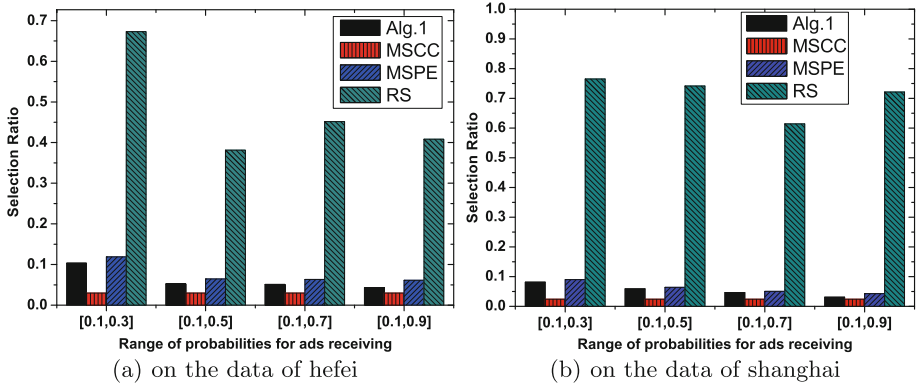 0.7
0.6
0.5
0.4
0.3
0.2
0.1
0.0
Selection Ratio
Alg.1
MSCC
MSPE
RS
[0.1,0.3]
[0.1,0.5]
[0.1,0.7]
[0.1,0.9]
Range of probabilities for ads receiving
(a) on the data of hefei
1.0
0.9
0.8
0.7
0.6
0.5
0.4
0.3
0.2
0.1
0.0
Selection Ratio
Alg.1
MSCC
MSPE
RS
[0.1,0.3]
[0.1,0.5]
[0.1,0.7]
[0.1,0.9]
Range of probabilities for ads receiving
(b) on the data of shanghai